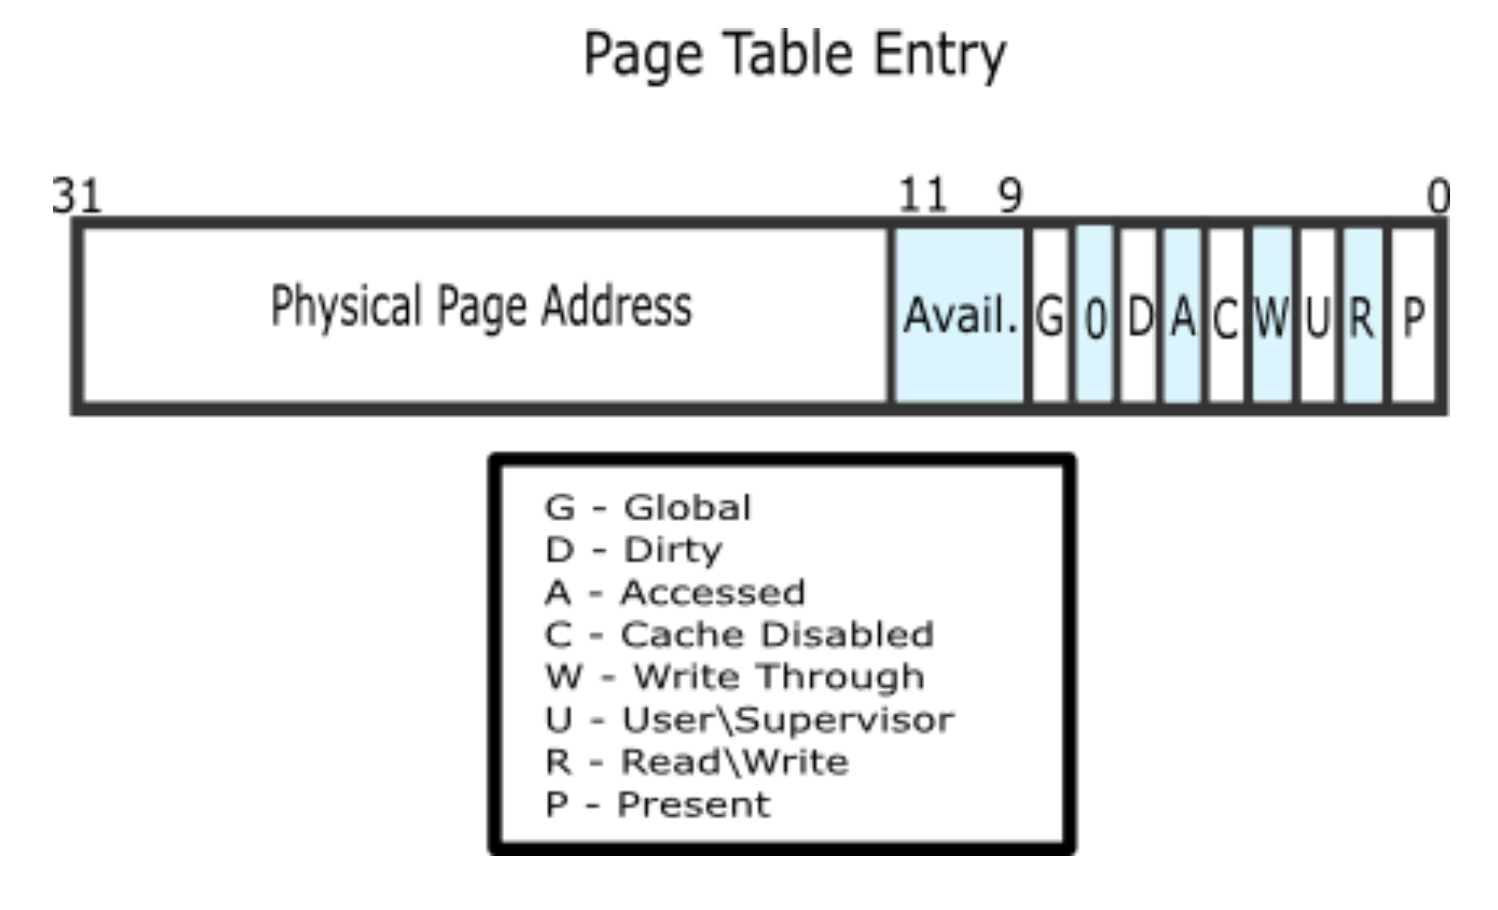 Page Table Entry
31 11 9 0
Physical Page Address Avail. G 0 D A C W U R P
G - Global
D - Dirty
A - Accessed
C - Cache Disabled
W - Write Through
U - User\Supervisor
R - Read\Write
P - Present